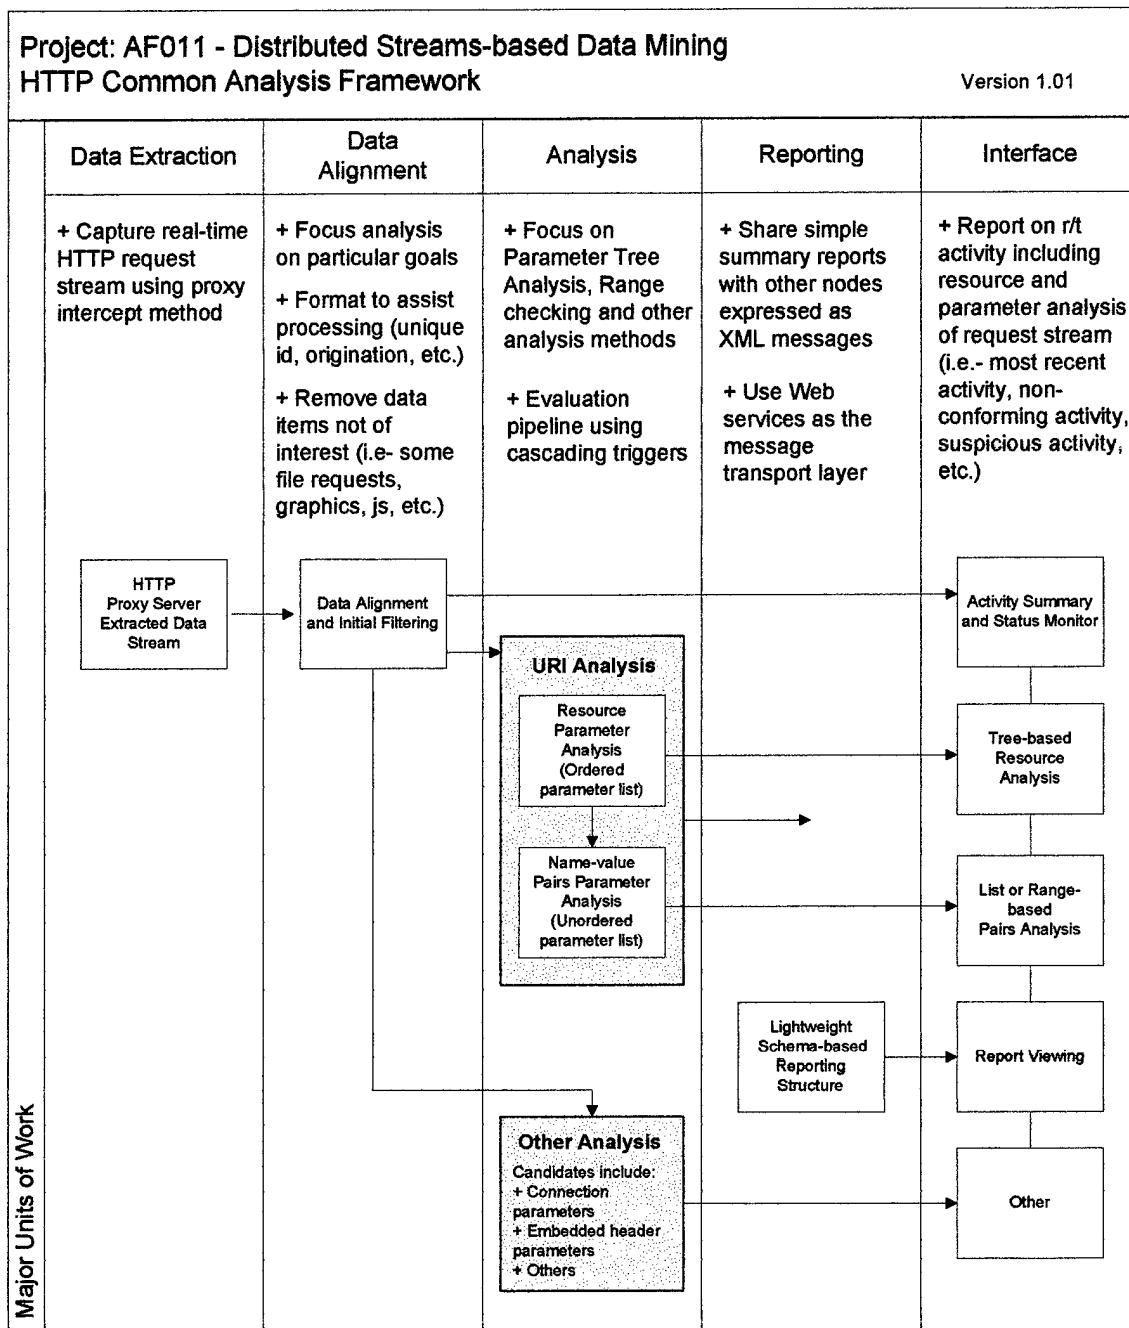 Project: AF011 - Distributed Streams-based Data Mining
HTTP Common Analysis Framework
Version 1.01
Major Units of Work
Data Extraction
Data
Alignment
Analysis
Reporting
Interface
+ Capture real-time
HTTP request
stream using proxy
intercept method
+ Focus analysis
on particular goals
+ Format to assist
processing (unique
id, origination, etc.)
+ Remove data
items not of
interest (i.e- some
file requests,
graphics, js, etc.)
+ Focus on
Parameter Tree
Analysis, Range
checking and other
analysis methods
+ Evaluation
pipeline using
cascading triggers
+ Share simple
summary reports
with other nodes
expressed as
XML messages
+ Use Web
services as the
message
transport layer
+ Report on r/t
activity including
resource and
parameter analysis
of request stream
(i.e.- most recent
activity, non-
conforming activity,
suspicious activity,
etc.)
HTTP
Proxy Server
Extracted Data
Stream
Data Alignment
and Initial Filtering
Activity Summary
and Status Monitor
URI Analysis
Resource
Parameter
Analysis
(Ordered
parameter list)
Tree-based
Resource
Analysis
Name-value
Pairs Parameter
Analysis
(Unordered
parameter list)
List or Range-
based
Pairs Analysis
Lightweight
Schema-based
Reporting
Structure
Report Viewing
Other Analysis
Candidates include:
+ Connection
parameters
+ Embedded header
parameters
+ Others
Other